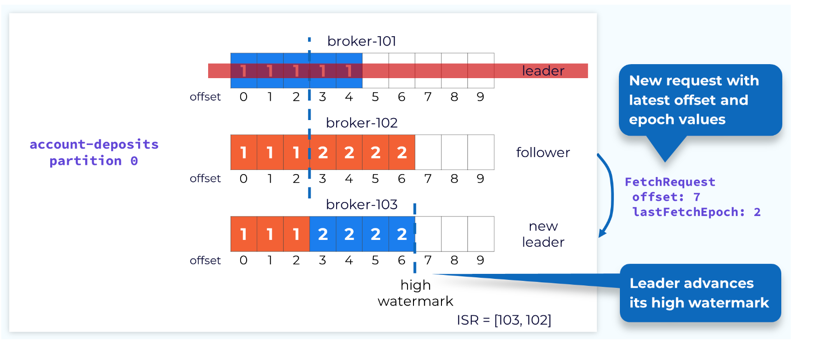 broker-101
1 1 1 1 1
leader
offset 0 1 2 3 4 5 6 7 8 9
New request with
latest offset and
epoch values
broker-102
account-deposits
partition 0
1 1 1 2 2 2 2
follower
offset 0 1 2 3 4 5 6 7 8 9
FetchRequest
offset: 7
lastFetchEpoch: 2
broker-103
1 1 1 2 2 2 2
new
leader
offset 0 1 2 3 4 5 6 7 8 9
high
watermark
Leader advances
its high watermark
ISR = [103, 102]